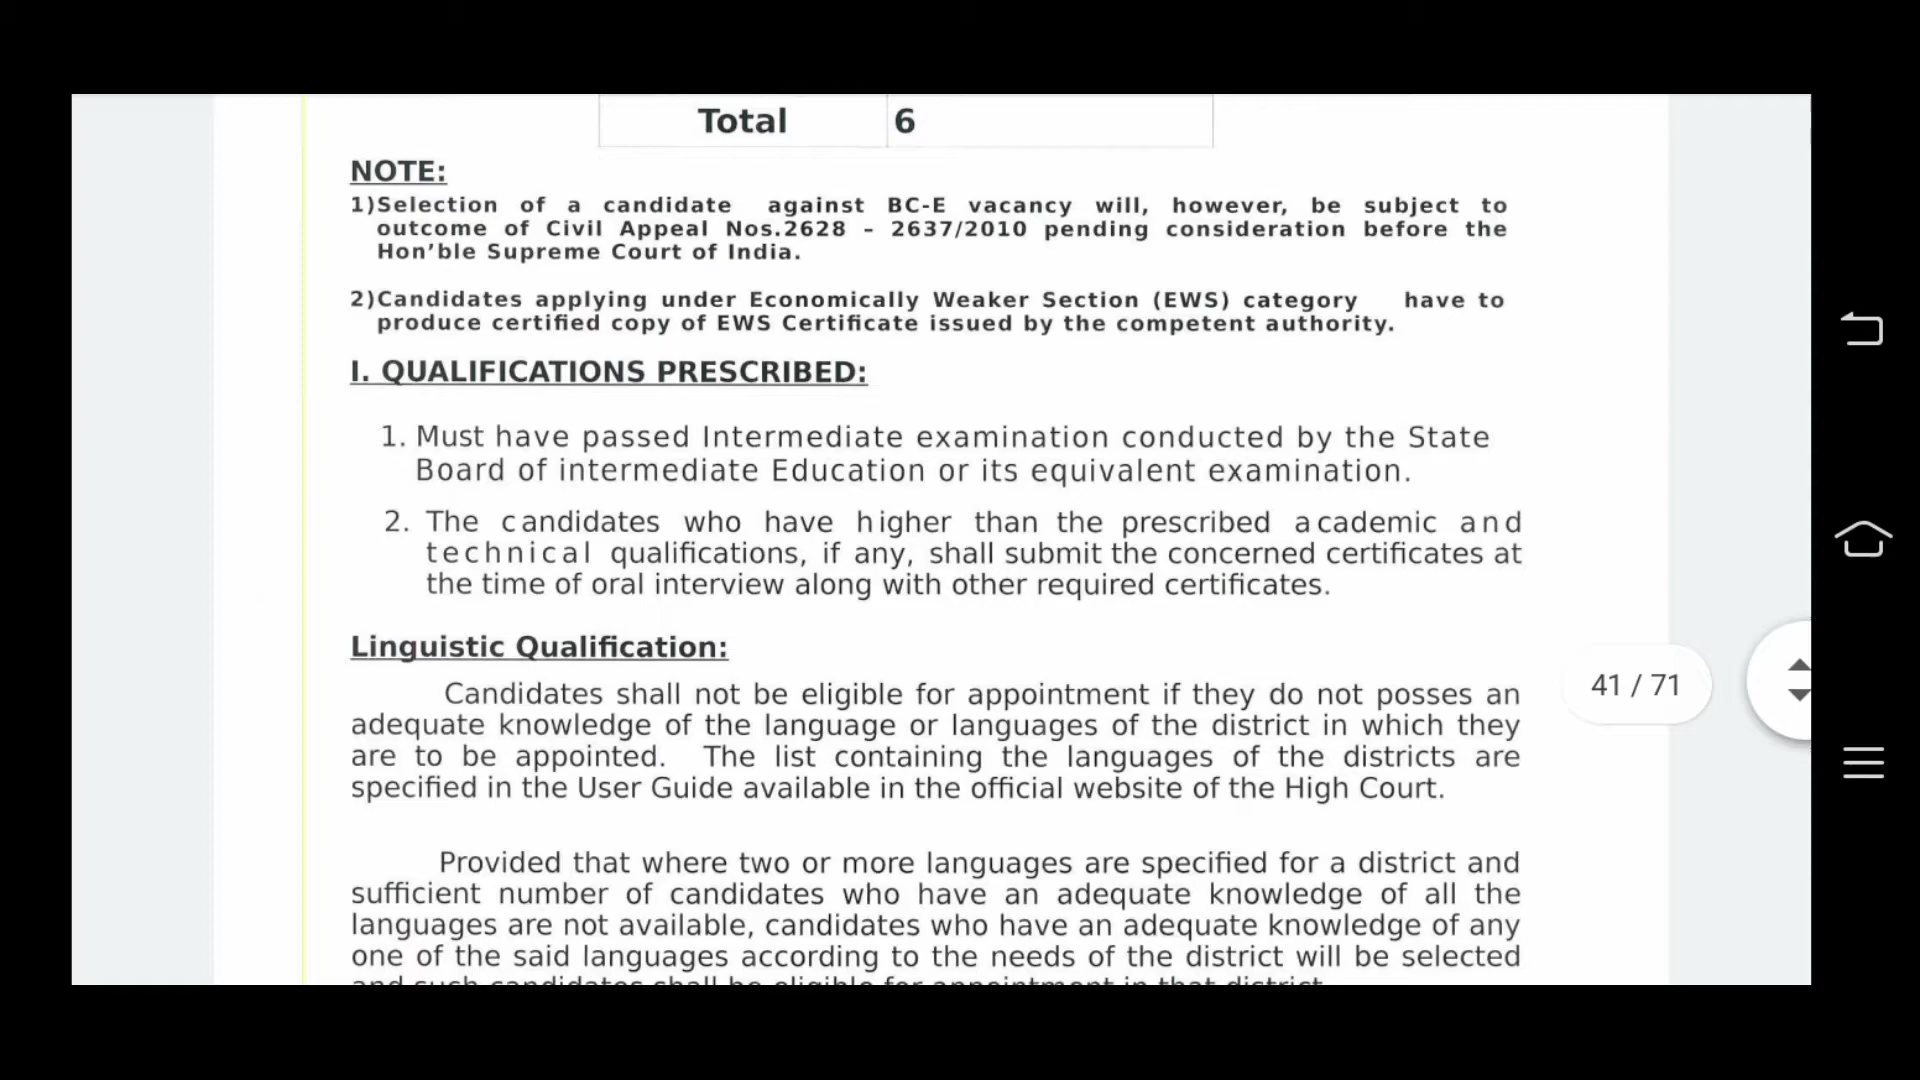 Total 6
NOTE:
1)Selection of a candidate against BC-E vacancy will, however, be subject to
outcome of Civil Appeal Nos.2628 – 2637/2010 pending consideration before the
Hon’ble Supreme Court of India.
2)Candidates applying under Economically Weaker Section (EWS) category have to
produce certified copy of EWS Certificate issued by the competent authority.
I. QUALIFICATIONS PRESCRIBED:
1. Must have passed Intermediate examination conducted by the State
Board of intermediate Education or its equivalent examination.
2. The candidates who have higher than the prescribed academic and
technical qualifications, if any, shall submit the concerned certificates at
the time of oral interview along with other required certificates.
Linguistic Qualification:
Candidates shall not be eligible for appointment if they do not posses an
adequate knowledge of the language or languages of the district in which they
are to be appointed. The list containing the languages of the districts are
specified in the User Guide available in the official website of the High Court.
41 / 71
Provided that where two or more languages are specified for a district and
sufficient number of candidates who have an adequate knowledge of all the
languages are not available, candidates who have an adequate knowledge of any
one of the said languages according to the needs of the district will be selected
and such candidates shall be eligible for appointment in that district.